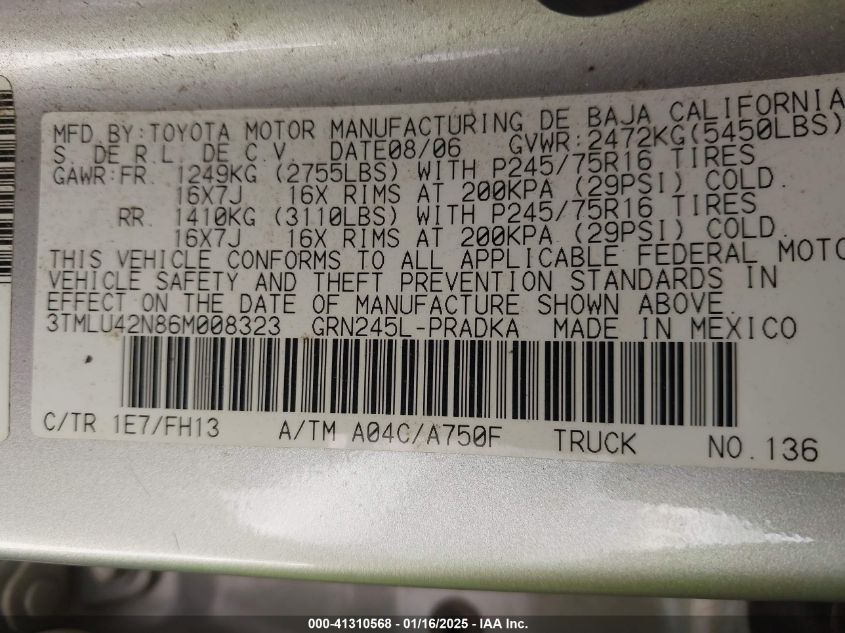 MFD.BY:TOYOTA MOTOR MANUFACTURING DE BAJA CALIFORNIA
S. DE R.L. DE C.V. DATE08/06 GVWR:2472KG(5450LBS)
GAWR:FR. 1249KG (2755LBS) WITH P245/75R16 TIRES
16X7J 16X RIMS AT 200KPA (29PSI) COLD.
RR 1410KG (3110LBS) WITH P245/75R16 TIRES
16X7J 16X RIMS AT 200KPA (29PSI) COLD.
THIS VEHICLE CONFORMS TO ALL APPLICABLE FEDERAL MOTO
VEHICLE SAFETY AND THEFT PREVENTION STANDARDS IN
EFFECT ON THE DATE OF MANUFACTURE SHOWN ABOVE.
3TMLU42N86M008323 GRN245L-PRADKA MADE IN MEXICO
C/TR 1E7/FH13 A/TM A04C/A750F TRUCK NO.136
000-41310568 - 01/16/2025 - IAA Inc.